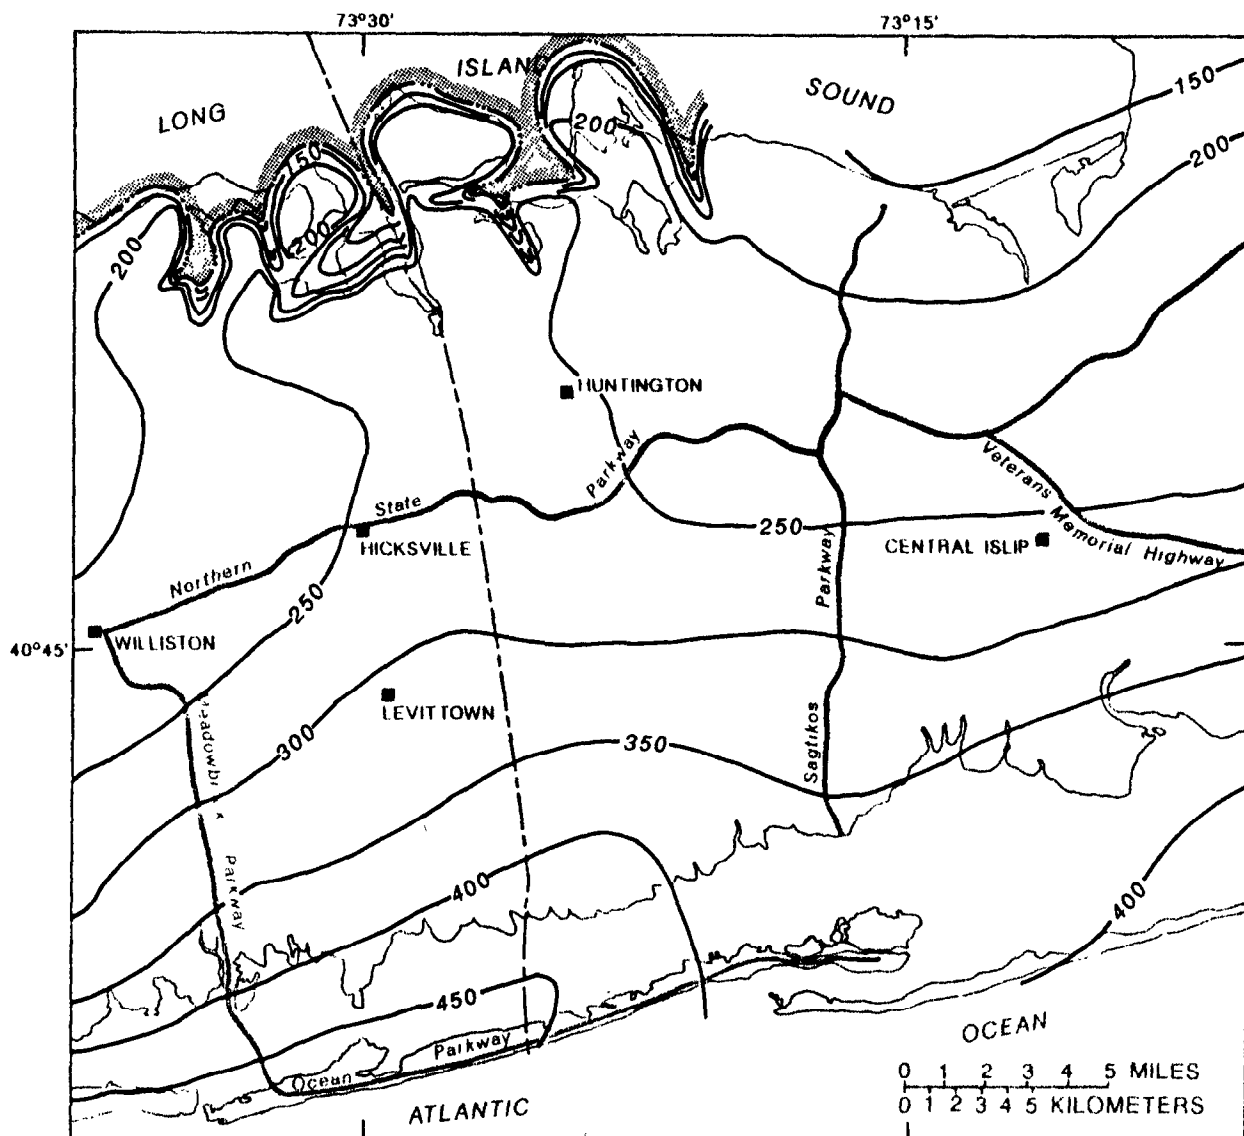 73°30'
73°15'
LONG
ISLAND
SOUND
150
200
150
200
200
200
HUNTINGTON
Northern
State
Parkway
HICKSVILLE
250
CENTRAL ISLIP
Veterans
Memorial Highway
250
WILLISTON
40°45'
LEVITTOWN
Sagtikos
Parkway
300
350
Parkway
400
400
450
Ocean
Parkway
ATLANTIC
OCEAN
0 1 2 3 4 5 MILES
0 1 2 3 4 5 KILOMETERS